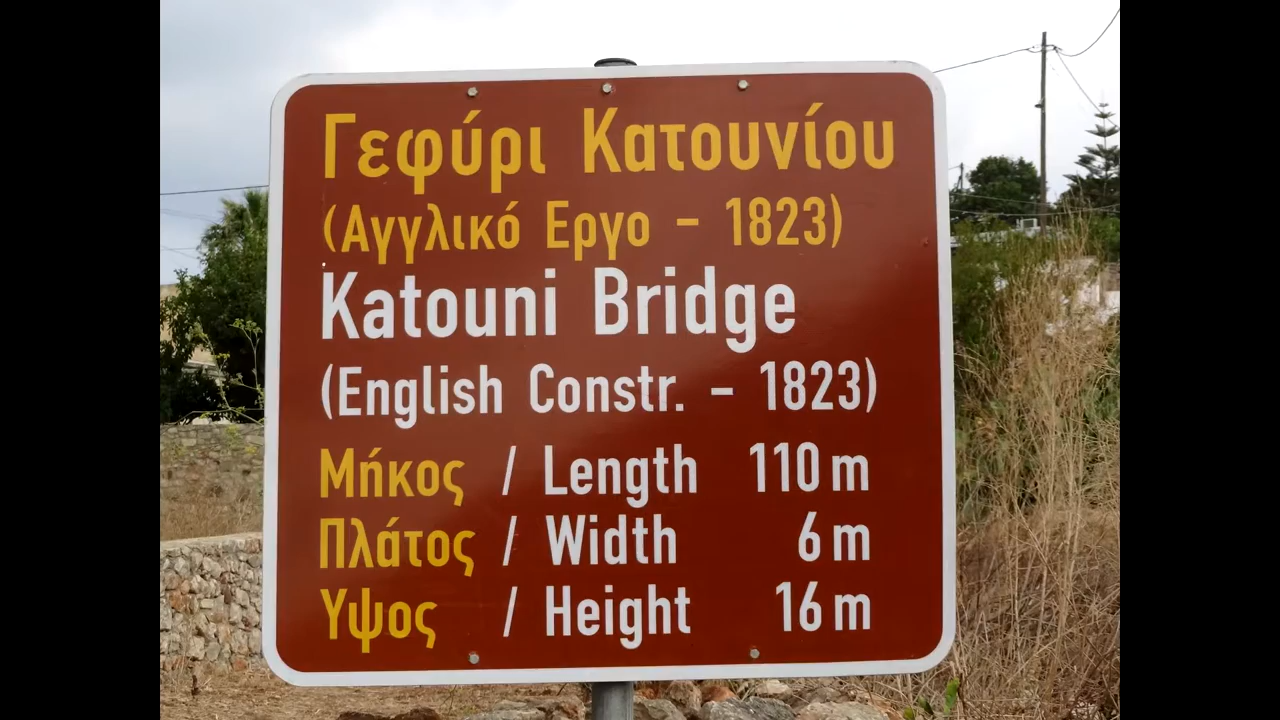 Γεφύρι Κατουνίου
(Αγγλικό Εργο - 1823)
Katouni Bridge
(English Constr. - 1823)
Μήκος / Length 110 m
Πλάτος / Width 6 m
Υψος / Height 16 m